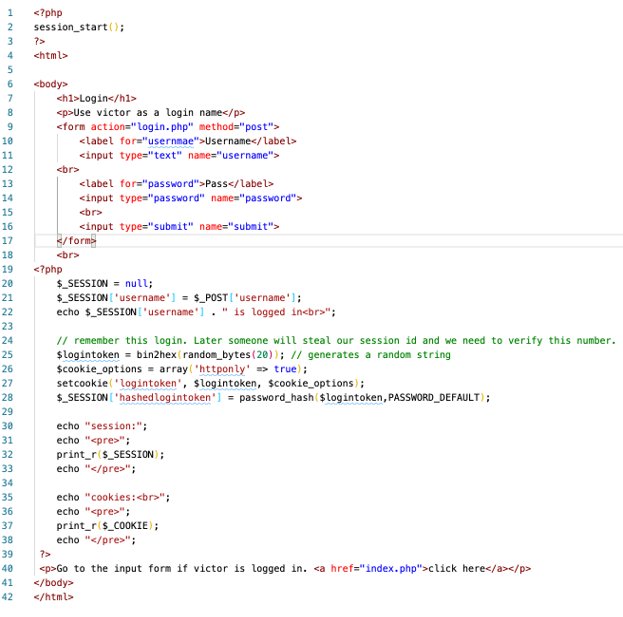 1 <?php
2 session_start();
3 ?>
4 <html>
5
6 <body>
7 <h1>Login</h1>
8 <p>Use victor as a login name</p>
9 <form action="login.php" method="post">
10 <label for="usernmae">Username</label>
11 <input type="text" name="username">
12 <br>
13 <label for="password">Pass</label>
14 <input type="password" name="password">
15 <br>
16 <input type="submit" name="submit">
17 </form>
18 <br>
19 <?php
20 $_SESSION = null;
21 $_SESSION['username'] = $_POST['username'];
22 echo $_SESSION['username'] . " is logged in<br>";
23
24 // remember this login. Later someone will steal our session id and we need to verify this number.
25 $logintoken = bin2hex(random_bytes(20)); // generates a random string
26 $cookie_options = array('httponly' => true);
27 setcookie('logintoken', $logintoken, $cookie_options);
28 $_SESSION['hashedlogintoken'] = password_hash($logintoken,PASSWORD_DEFAULT);
29
30 echo "session:";
31 echo "<pre>";
32 print_r($_SESSION);
33 echo "</pre>";
34
35 echo "cookies:<br>";
36 echo "<pre>";
37 print_r($_COOKIE);
38 echo "</pre>";
39 ?>
40 <p>Go to the input form if victor is logged in. <a href="index.php">click here</a></p>
41 </body>
42 </html>